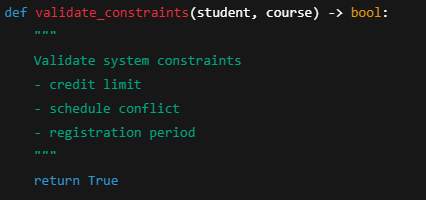 def validate_constraints(student, course) -> bool:
    """
    Validate system constraints
    - credit limit
    - schedule conflict
    - registration period
    """
    return True